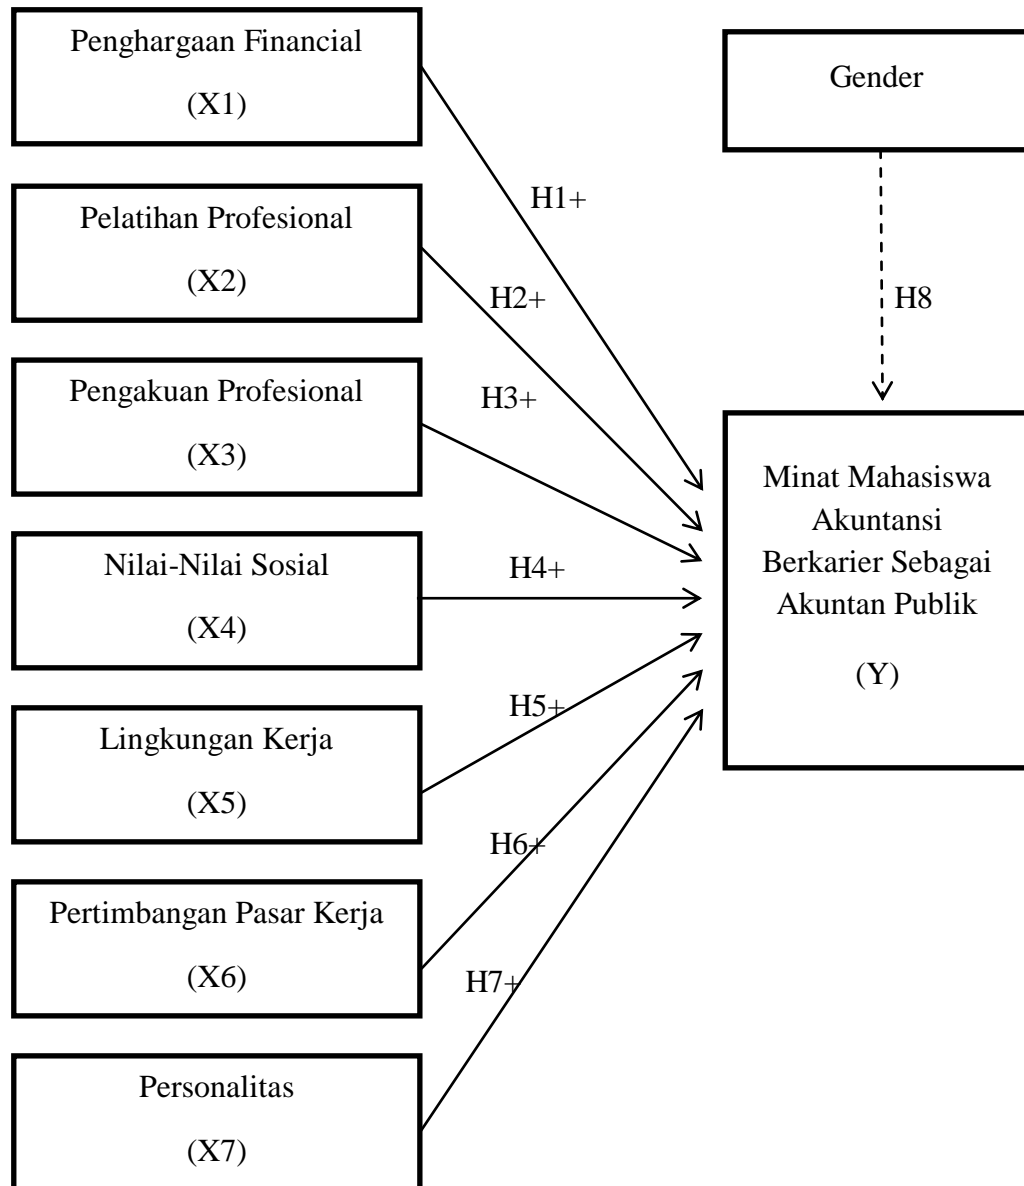 Penghargaan Financial
(X1)
Gender
H1+
Pelatihan Profesional
(X2)
H2+
H8
Pengakuan Profesional
(X3)
H3+
Minat Mahasiswa
Akuntansi
Berkarier Sebagai
Akuntan Publik
(Y)
Nilai-Nilai Sosial
(X4)
H4+
Lingkungan Kerja
(X5)
H5+
Pertimbangan Pasar Kerja
(X6)
H6+
Personalitas
(X7)
H7+